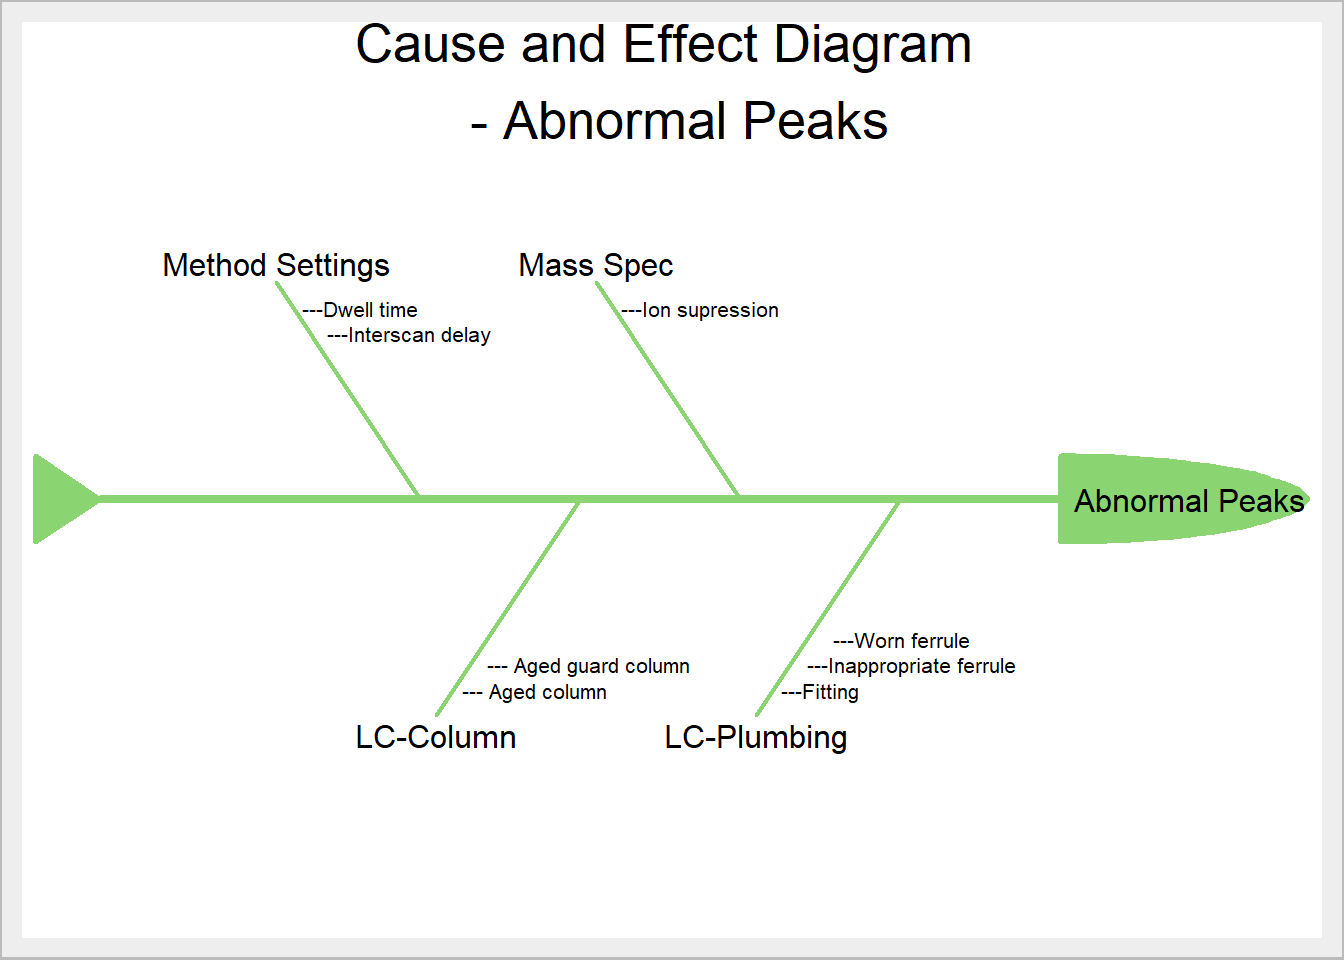 Cause and Effect Diagram
- Abnormal Peaks
Method Settings
---Dwell time
---Interscan delay
Mass Spec
---Ion supression
Abnormal Peaks
--- Aged guard column
--- Aged column
LC-Column
---Worn ferrule
---Inappropriate ferrule
---Fitting
LC-Plumbing